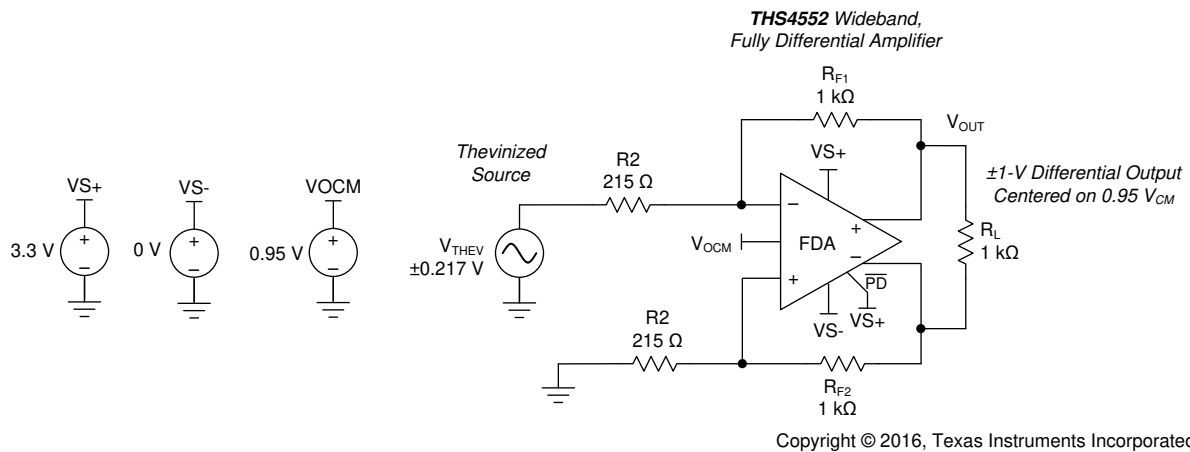 THS4552 Wideband,
Fully Differential Amplifier
RF1
1 kΩ
VOUT
Thevinized
Source
R2
215 Ω
VS+
±1-V Differential Output
Centered on 0.95 VCM
VS+
VS-
VOCM
3.3 V
+
−
0 V
+
−
0.95 V
+
−
VTHEV
±0.217 V
VOCM
−
+
FDA
+
−
PD
VS-
VS+
RL
1 kΩ
R2
215 Ω
RF2
1 kΩ
Copyright © 2016, Texas Instruments Incorporated